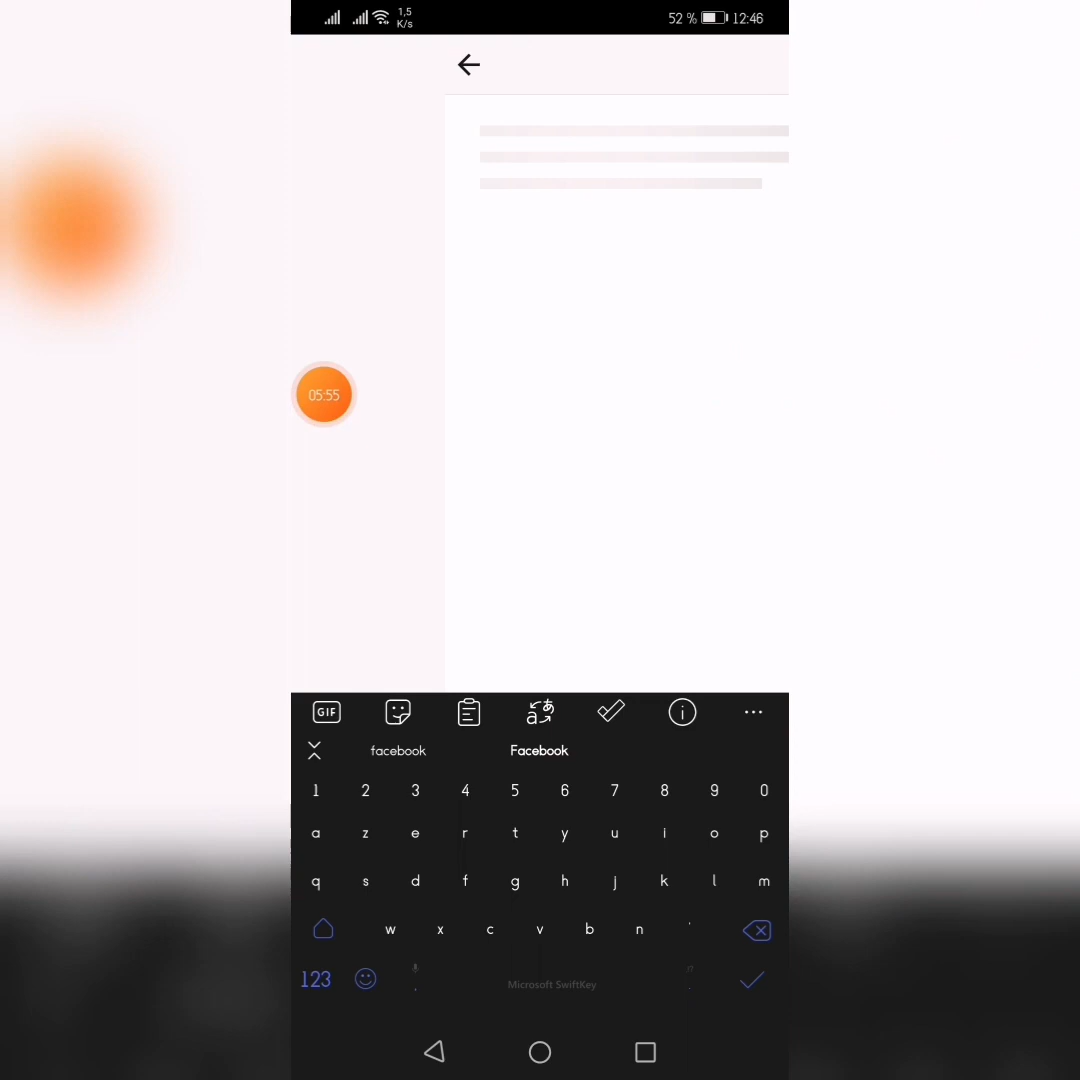 1,5
K/s
52 % 12:46
05:55
GIF
facebook Facebook
1 2 3 4 5 6 7 8 9 0
a z e r t y u i o p
q s d f g h j k l m
w x c v b n '
123 , Microsoft SwiftKey .